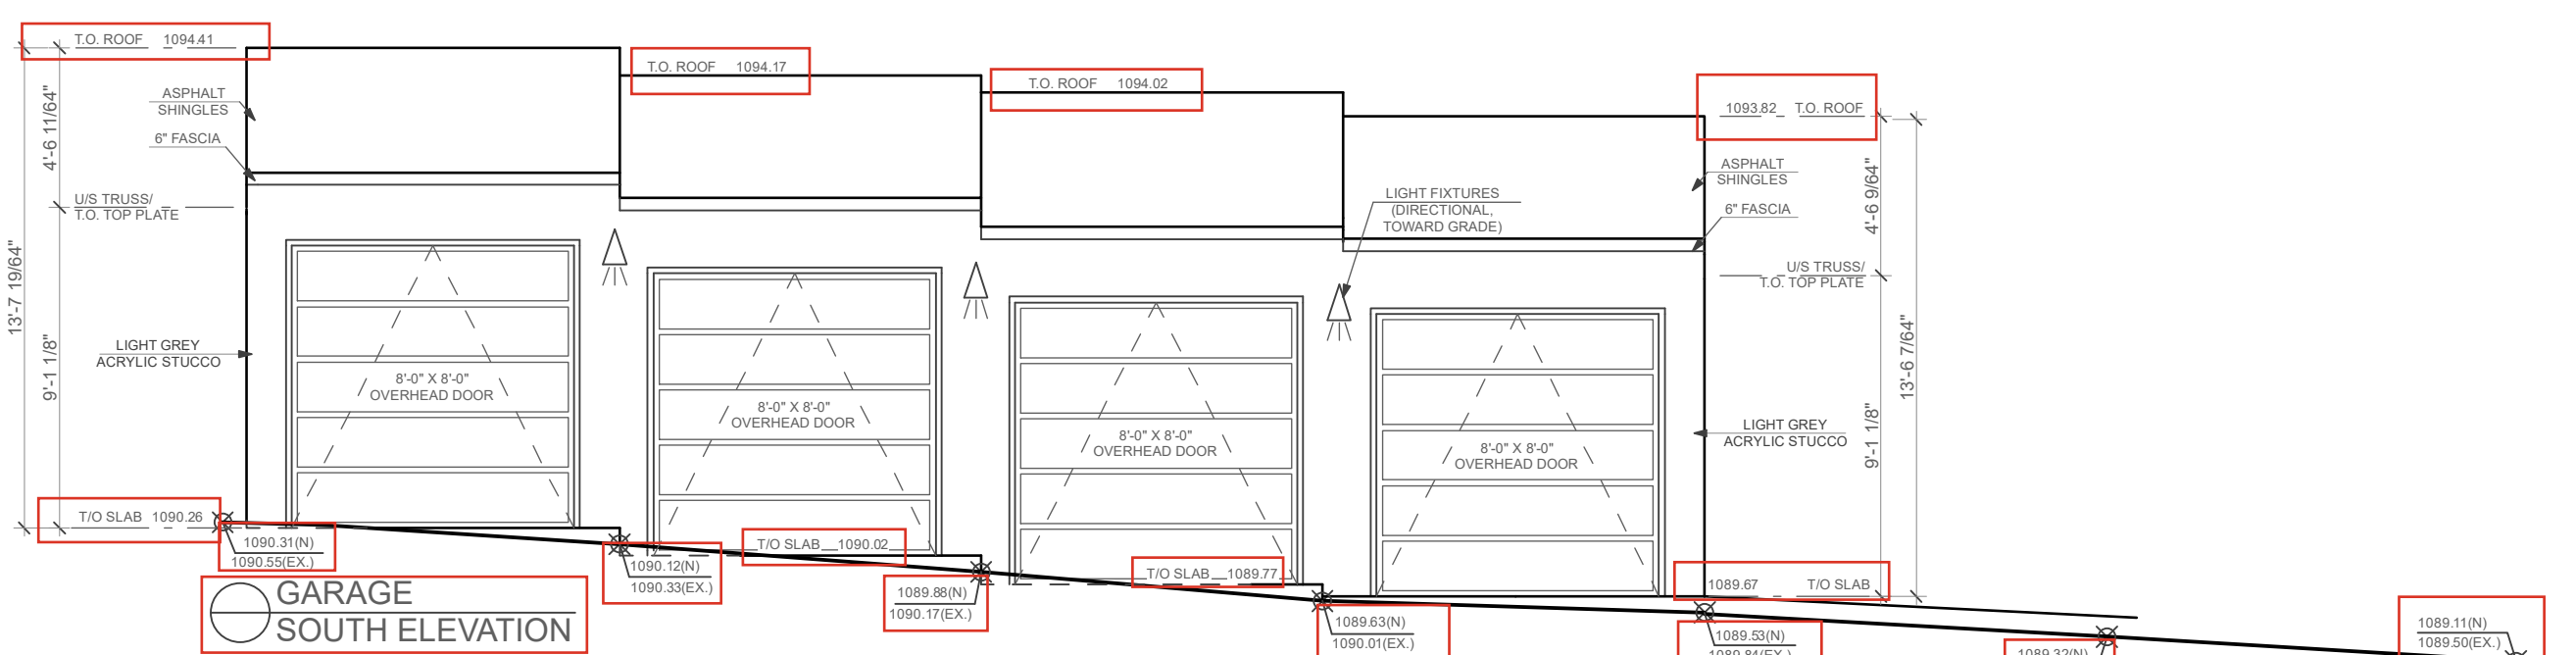 T.O. ROOF 1094.41
T.O. ROOF 1094.17
T.O. ROOF 1094.02
1093.82 T.O. ROOF
4'-6 11/64"
ASPHALT
SHINGLES
6" FASCIA
U/S TRUSS/
T.O. TOP PLATE
13'-7 19/64"
9'-1 1/8"
LIGHT GREY
ACRYLIC STUCCO
8'-0" X 8'-0"
OVERHEAD DOOR
8'-0" X 8'-0"
OVERHEAD DOOR
8'-0" X 8'-0"
OVERHEAD DOOR
8'-0" X 8'-0"
OVERHEAD DOOR
LIGHT FIXTURES
(DIRECTIONAL,
TOWARD GRADE)
ASPHALT
SHINGLES
6" FASCIA
4'-6 9/64"
U/S TRUSS/
T.O. TOP PLATE
13'-6 7/64"
9'-1 1/8"
LIGHT GREY
ACRYLIC STUCCO
T/O SLAB 1090.26
1090.31(N)
1090.55(EX.)
1090.12(N)
1090.33(EX.)
T/O SLAB 1090.02
1089.88(N)
1090.17(EX.)
T/O SLAB 1089.77
1089.63(N)
1090.01(EX.)
1089.67 T/O SLAB
1089.53(N)
1089.84(EX.)
1089.32(N)
1089.11(N)
1089.50(EX.)
GARAGE
SOUTH ELEVATION